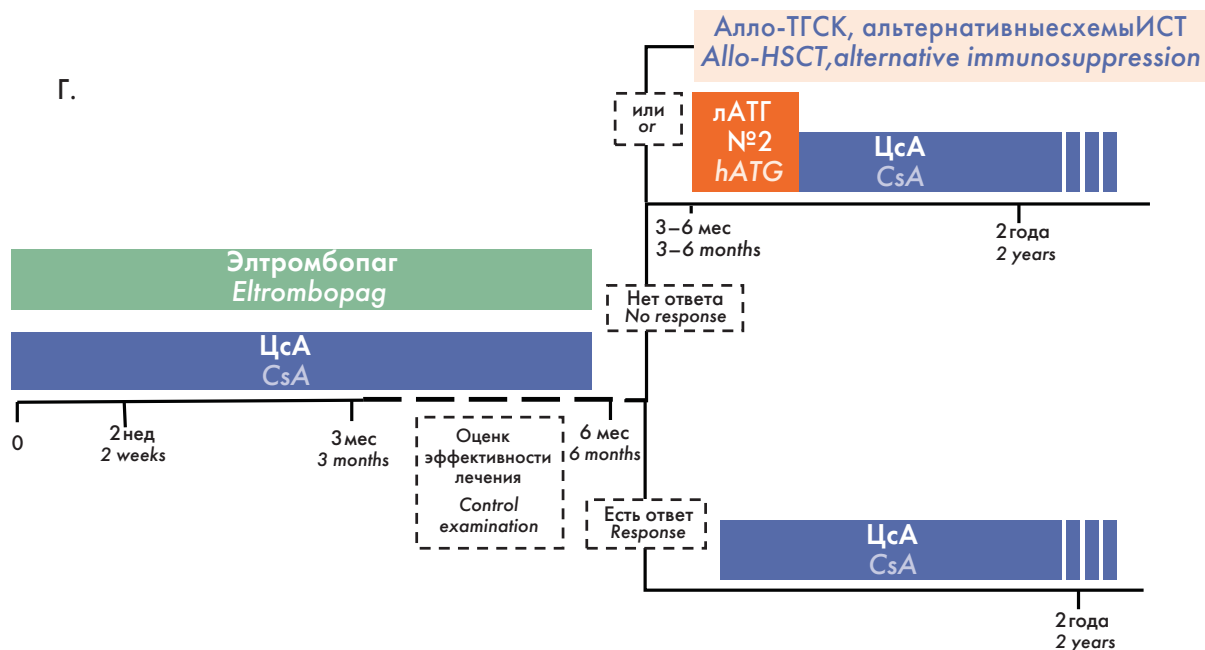 Алло-ТГСК, альтернативныесхемыИСТ
Allo-HSCT,alternative immunosuppression
Г.
или
or
лАТГ
№2
hATG
ЦсА
CsA
3–6 мес
3–6 months
2 года
2 years
Элтромбопаг
Eltrombopag
Нет ответа
No response
ЦсА
CsA
0
2 нед
2 weeks
3 мес
3 months
Оценк
эффективности
лечения
Control
examination
6 мес
6 months
Есть ответ
Response
ЦсА
CsA
2 года
2 years